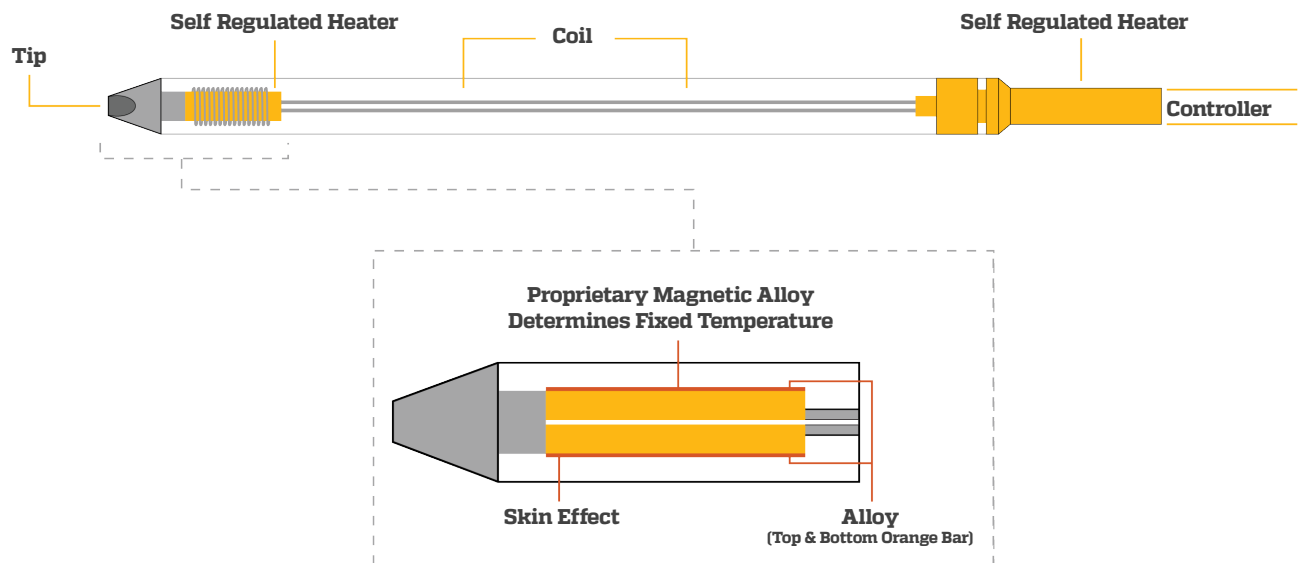 Self Regulated Heater
Coil
Self Regulated Heater
Tip
Controller
Proprietary Magnetic Alloy
Determines Fixed Temperature
Skin Effect
Alloy
(Top & Bottom Orange Bar)